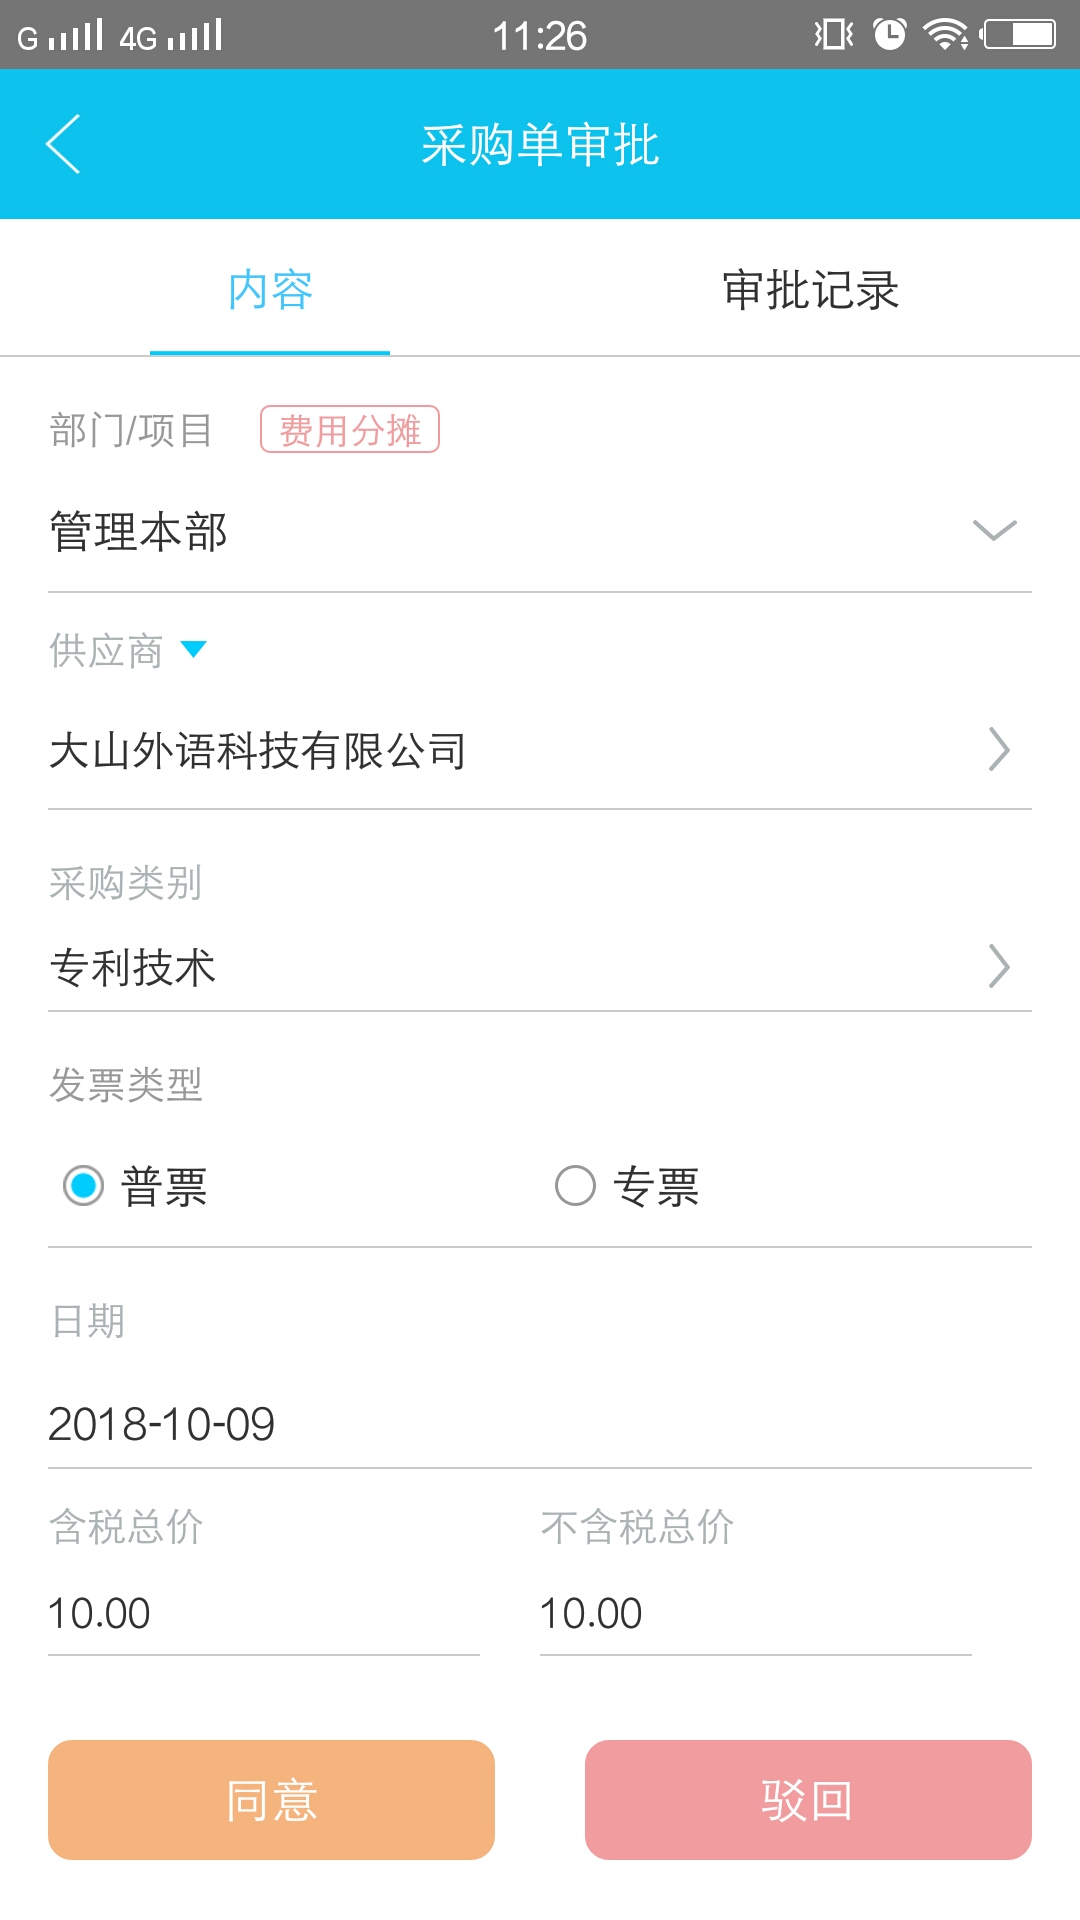 G 4G 11:26
采购单审批
内容 审批记录
部门/项目 费用分摊
管理本部
供应商
大山外语科技有限公司
采购类别
专利技术
发票类型
普票 专票
日期
2018-10-09
含税总价 不含税总价
10.00 10.00
同意 驳回